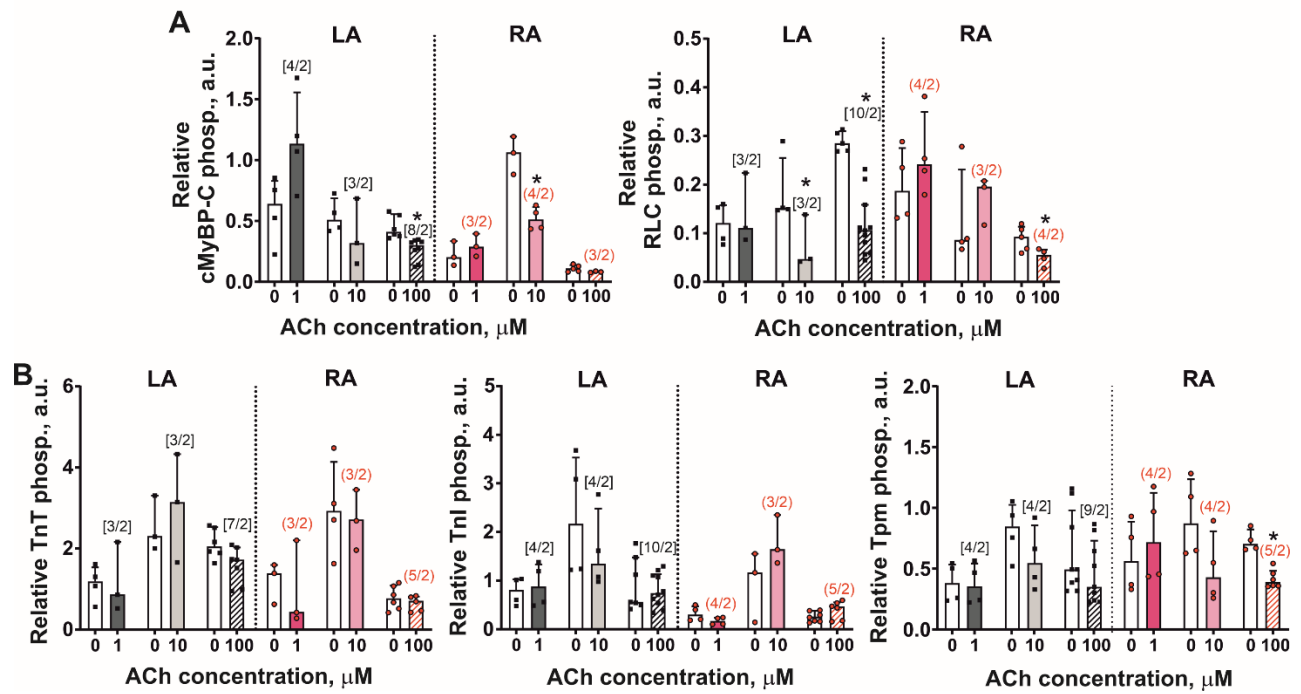 A
LA RA
Relative
cMyBP-C phosp., a.u.
2.0
1.5
1.0
0.5
0.0
[4/2]
[3/2]
*
[8/2]
(3/2)
*
(4/2)
(3/2)
0 1 0 10 0 100 0 1 0 10 0 100
ACh concentration, μM
LA RA
Relative
RLC phosp., a.u.
0.5
0.4
0.3
0.2
0.1
0.0
[3/2]
*
[3/2]
*
[10/2]
(4/2)
(3/2)
*
(4/2)
0 1 0 10 0 100 0 1 0 10 0 100
ACh concentration, μM
B
LA RA
Relative TnT phosp., a.u.
6
4
2
0
[3/2]
[3/2]
[7/2]
(3/2)
(3/2)
(5/2)
0 1 0 10 0 100 0 1 0 10 0 100
ACh concentration, μM
LA RA
Relative TnI phosp., a.u.
5
4
3
2
1
0
[4/2]
[4/2]
[10/2]
(4/2)
(3/2)
(5/2)
0 1 0 10 0 100 0 1 0 10 0 100
ACh concentration, μM
LA RA
Relative Tpm phosp., a.u.
2.0
1.5
1.0
0.5
0.0
[4/2]
[4/2]
[9/2]
(4/2)
(4/2)
*
(5/2)
0 1 0 10 0 100 0 1 0 10 0 100
ACh concentration, μM